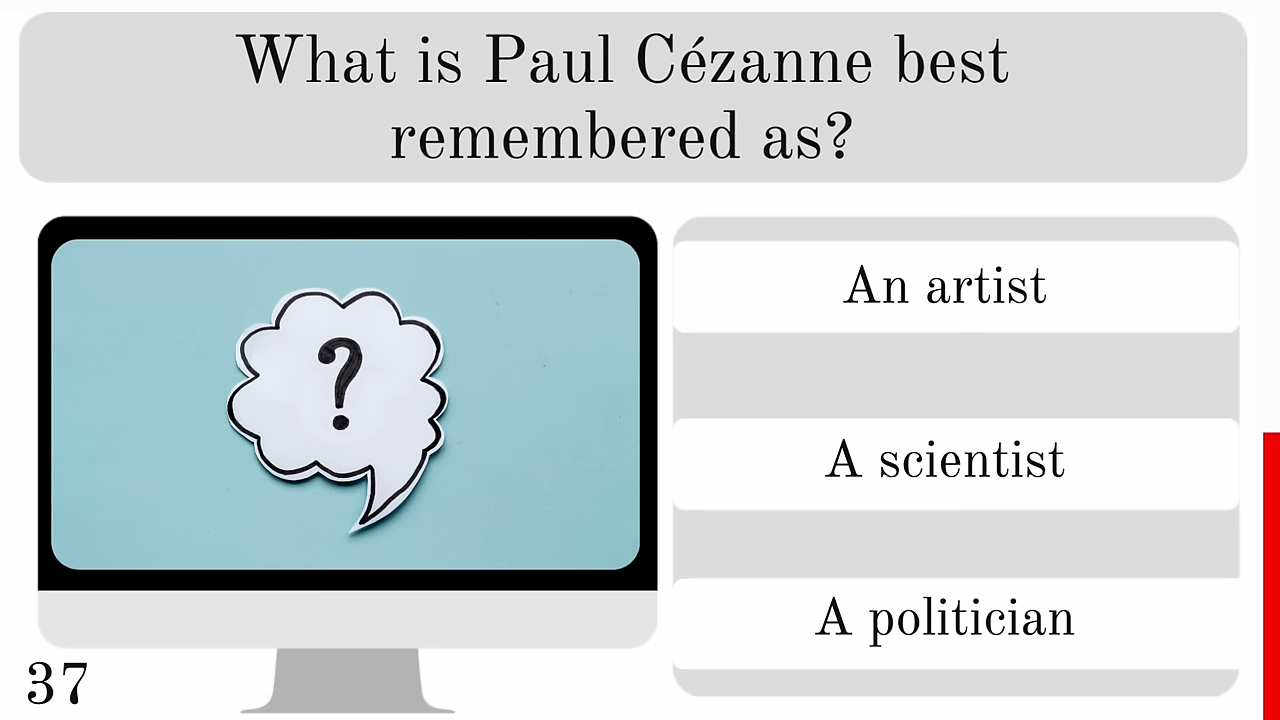 What is Paul Cézanne best
remembered as?
?
An artist
A scientist
A politician
37